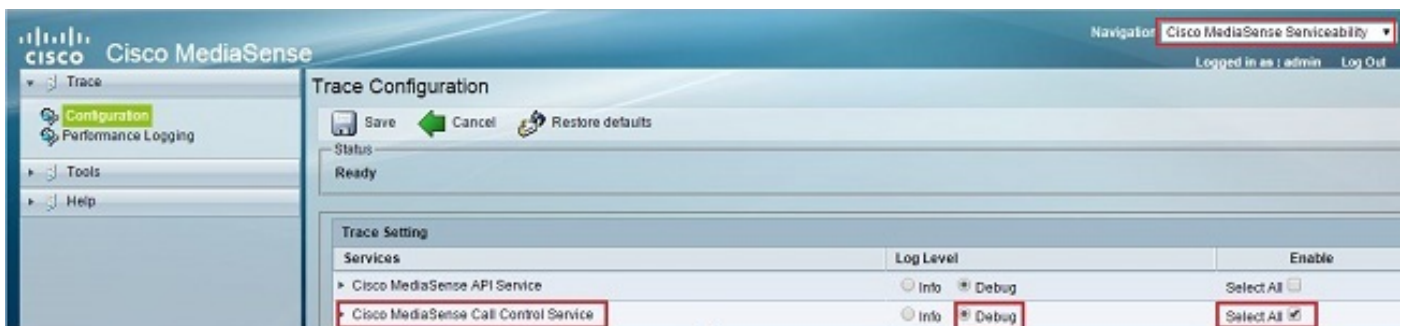 Navigation Cisco MediaSense Serviceability
CISCO Cisco MediaSense
Logged in as : admin Log Out
Trace
Trace Configuration
Configuration
Performance Logging
Save Cancel Restore defaults
Status
Ready
Tools
Help
Trace Setting
Services Log Level Enable
Cisco MediaSense API Service Info Debug Select All
Cisco MediaSense Call Control Service Info Debug Select All